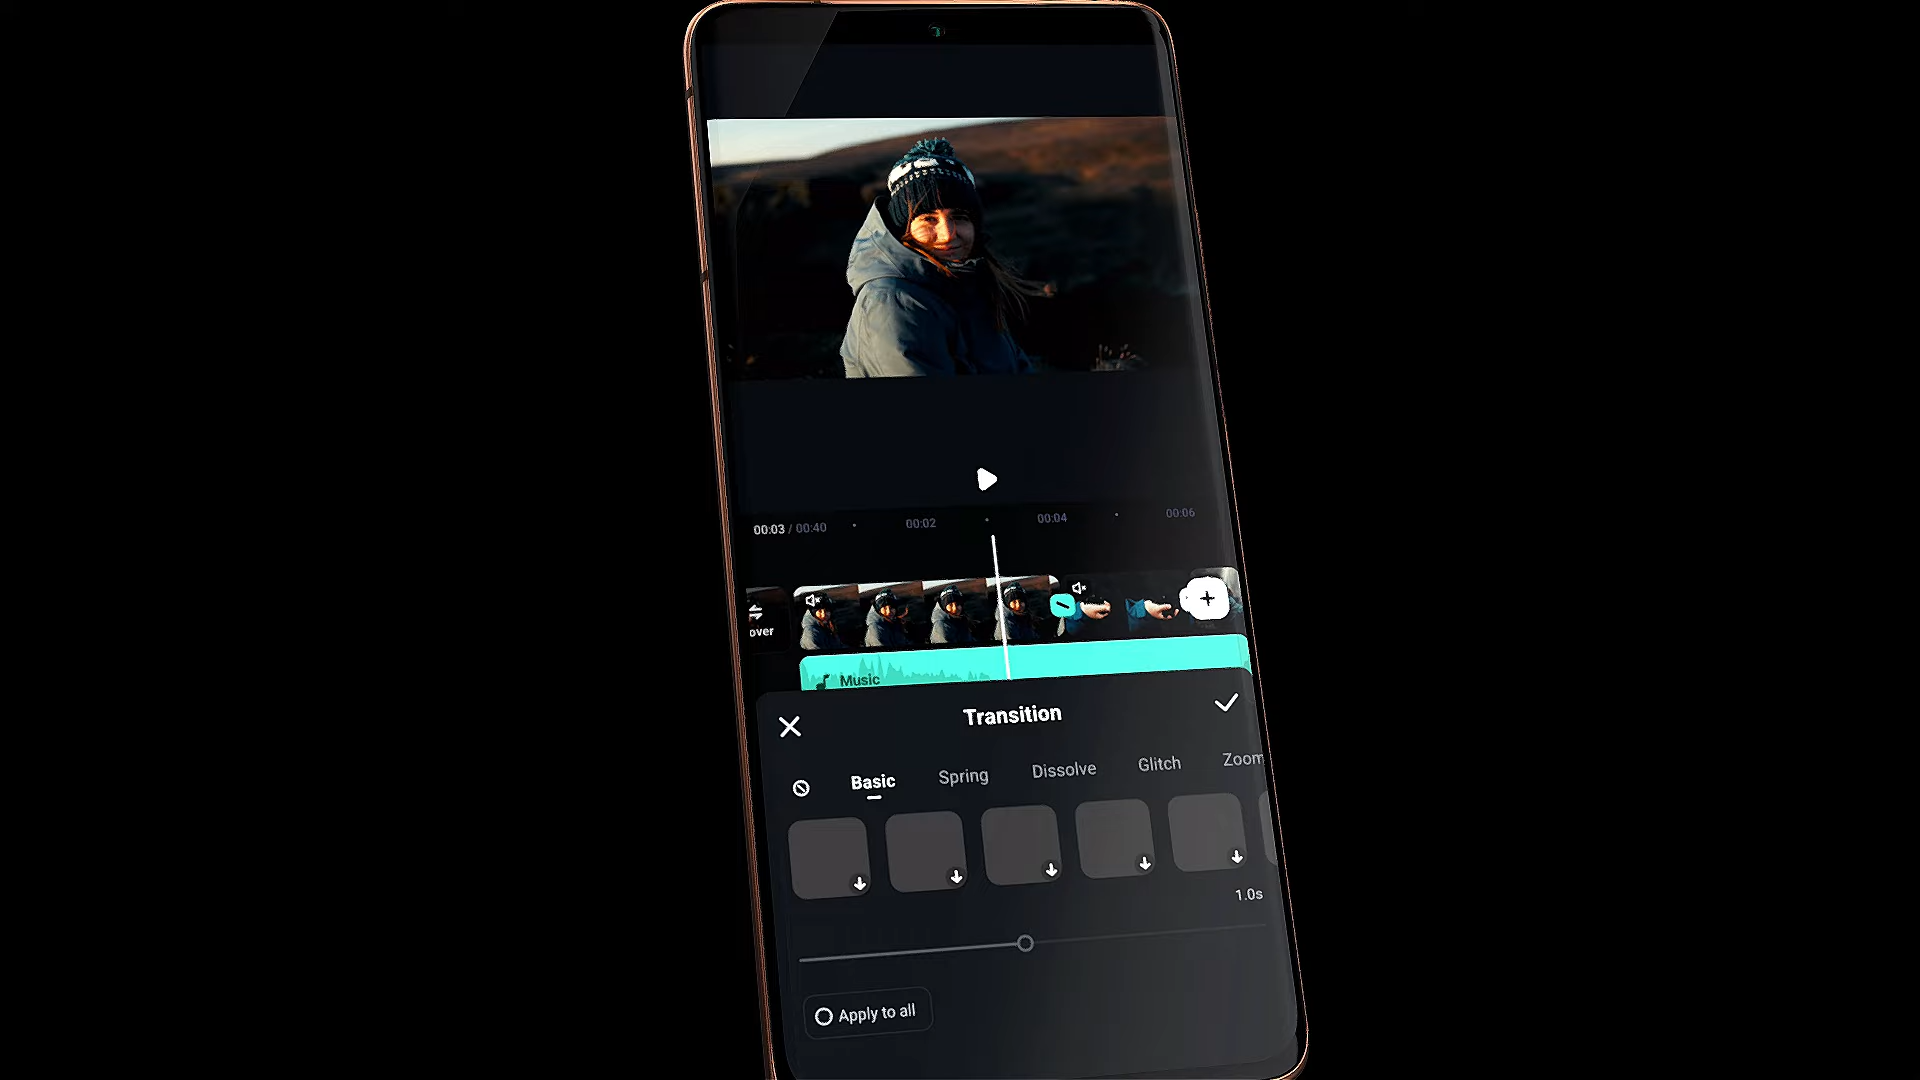 00:03 / 00:40 00:02 00:04 00:06
over
Music
Transition
Basic Spring Dissolve Glitch Zoom
1.0s
Apply to all